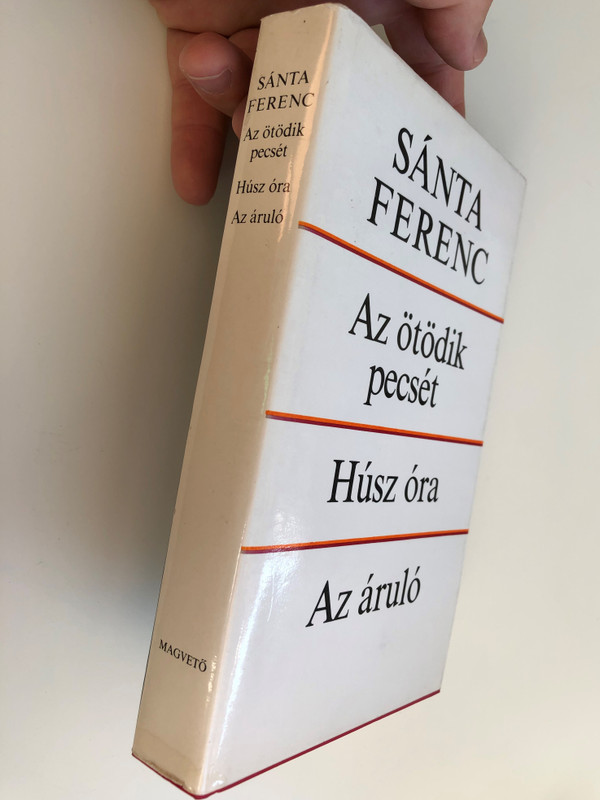 SÁNTA
FERENC
Az ötödik
pecsét
Húsz óra
Az áruló
MAGVETŐ
SÁNTA
FERENC
Az ötödik
pecsét
Húsz óra
Az áruló